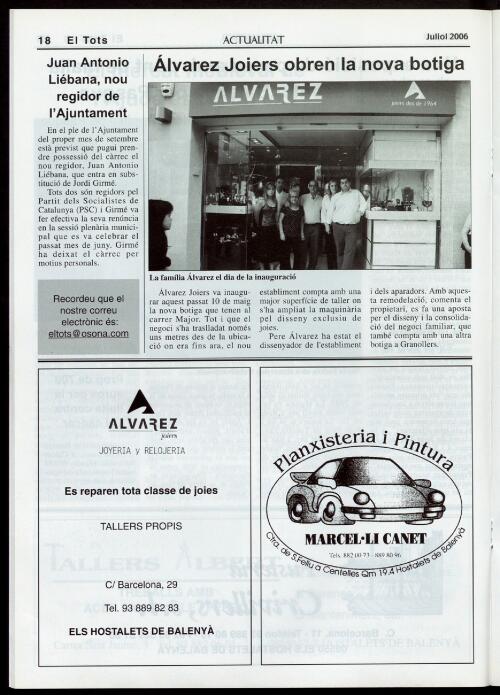 18 El Tots
ACTUALITAT
Juliol 2006
Juan Antonio
Liébana, nou
regidor de
l'Ajuntament
En el ple de l'Ajuntament
del proper mes de setembre
està previst que pugui pren-
dre possessió del càrrec el
nou regidor, Juan Antonio
Liébana, que entra en subs-
titució de Jordi Girmé.
Tots dos són regidors pel
Partit dels Socialistes de
Catalunya (PSC) i Girmé va
fer efectiva la seva renúncia
en la sessió plenària munici-
pal que es va celebrar el
passat mes de juny. Girmé
ha deixat el càrrec per
motius personals.
Recordeu que el
nostre correu
electrònic és:
eltots@osona.com
Álvarez Joiers obren la nova botiga
ALVAREZ
joiers des de 1964
La família Álvarez el dia de la inauguració
Álvarez Joiers va inaugu-
rar aquest passat 10 de maig
la nova botiga que tenen al
carrer Major. Tot i que el
negoci s'ha traslladat només
uns metres des de la ubica-
ció on era fins ara, el nou
establiment compta amb una
major superfície de taller on
s'ha ampliat la maquinària
pel disseny exclusiu de
joies.
Pere Álvarez ha estat el
dissenyador de l'establiment
i dels aparadors. Amb aques-
ta remodelació, comenta el
propietari, es fa una aposta
per el disseny i la consolida-
ció del negoci familiar, que
també compta amb una altra
botiga a Granollers.
ALVAREZ
joiers
JOYERIA y RELOJERIA
Es reparen tota classe de joies
TALLERS PROPIS
C/ Barcelona, 29
Tel. 93 889 82 83
ELS HOSTALETS DE BALENYÀ
Planxisteria i Pintura
MARCEL·LI CANET
Tels. 882 00 73 - 889 80 96
Ctra. de S.Feliu a Centelles Qm 19.4 Hostalets de Balenyà